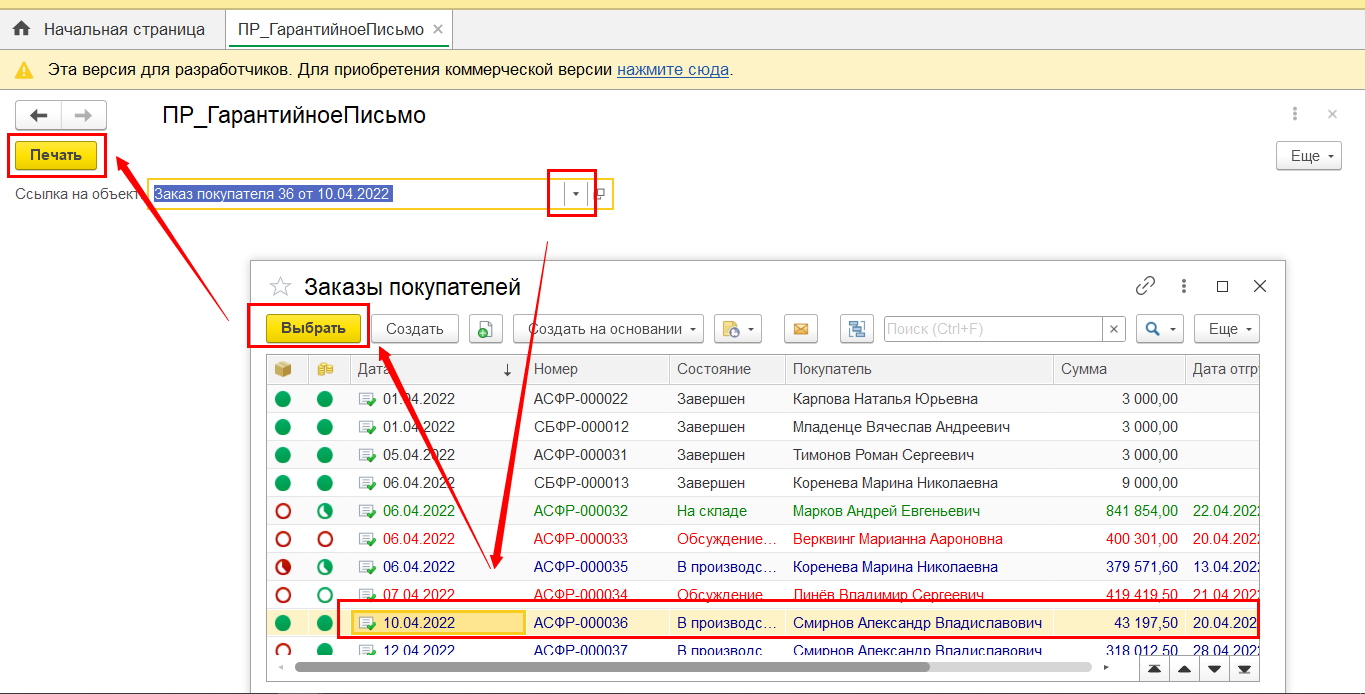 Начальная страница ПР_ГарантийноеПисьмо
Эта версия для разработчиков. Для приобретения коммерческой версии нажмите сюда.
ПР_ГарантийноеПисьмо
Печать Еще
Ссылка на объект Заказ покупателя 36 от 10.04.2022
Заказы покупателей
Выбрать Создать Создать на основании Поиск (Ctrl+F) Еще
Дата Номер Состояние Покупатель Сумма Дата отгр
01.04.2022 АСФР-000022 Завершен Карпова Наталья Юрьевна 3 000,00
01.04.2022 СБФР-000012 Завершен Младенце Вячеслав Андреевич 3 000,00
05.04.2022 АСФР-000031 Завершен Тимонов Роман Сергеевич 3 000,00
06.04.2022 СБФР-000013 Завершен Коренева Марина Николаевна 9 000,00
06.04.2022 АСФР-000032 На складе Марков Андрей Евгеньевич 841 854,00 22.04.202
06.04.2022 АСФР-000033 Обсуждение... Верквинг Марианна Аароновна 400 301,00 20.04.202
06.04.2022 АСФР-000035 В производс... Коренева Марина Николаевна 379 571,60 13.04.202
07.04.2022 АСФР-000034 Обсуждение Линёв Владимир Сергеевич 419 419,50 21.04.202
10.04.2022 АСФР-000036 В производс... Смирнов Александр Владиславович 43 197,50 20.04.202
12.04.2022 АСФР-000037 В производс Смирнов Александр Владиславович 318 012,50 28.04.202